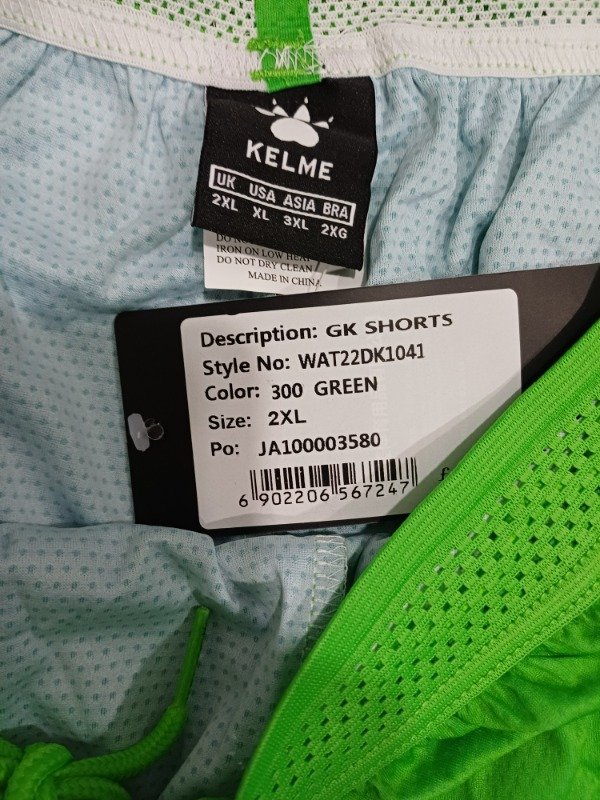 KELME
UK USA ASIA BRA
2XL XL 3XL 2XG
IRON ON LOW HEAT
DO NOT DRY CLEAN
MADE IN CHINA
Description: GK SHORTS
Style No: WAT22DK1041
Color: 300 GREEN
Size: 2XL
Po: JA100003580
6 902206 567247